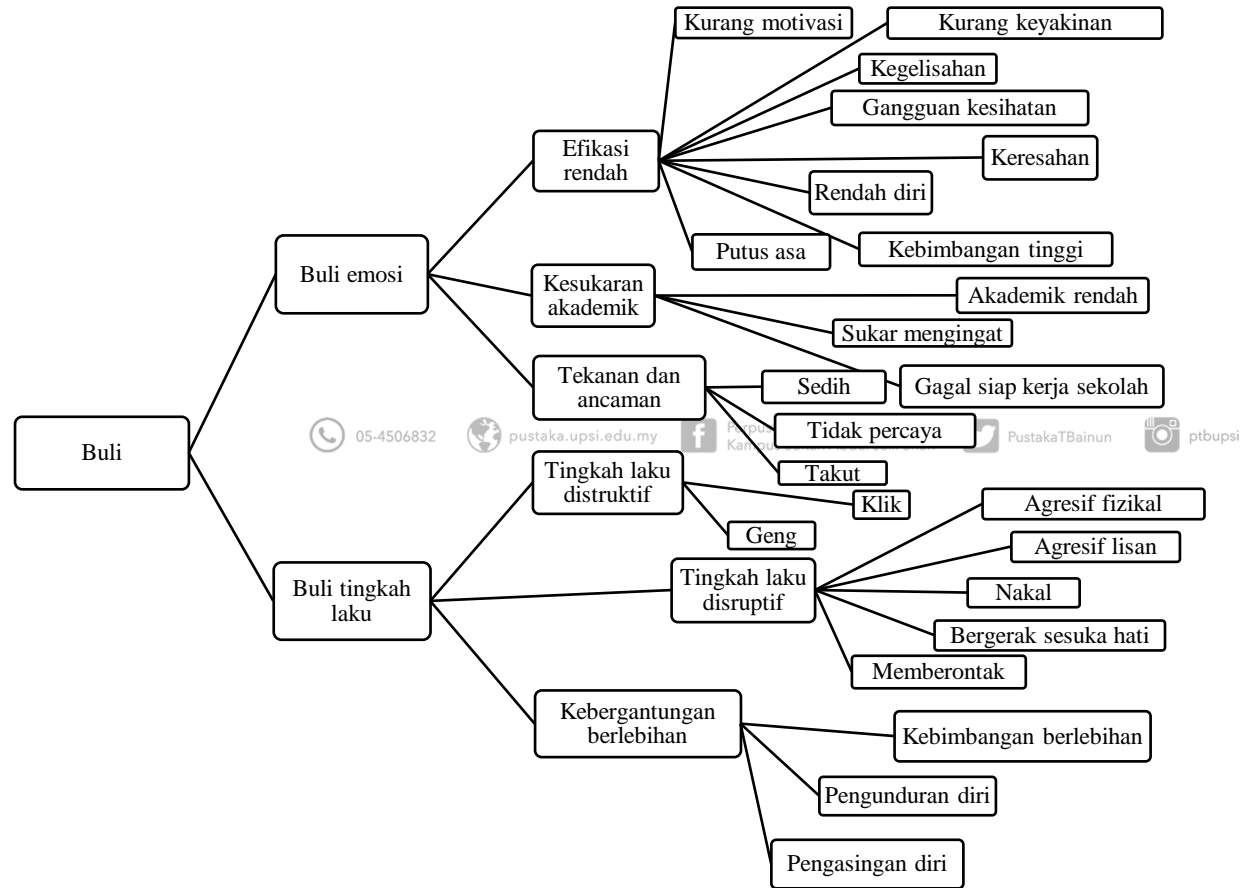 Kurang motivasi
Kurang keyakinan
Kegelisahan
Gangguan kesihatan
Efikasi
rendah
Keresahan
Rendah diri
Putus asa
Kebimbangan tinggi
Buli emosi
Kesukaran
akademik
Akademik rendah
Sukar mengingat
Tekanan dan
ancaman
Sedih
Gagal siap kerja sekolah
Tidak percaya
Takut
Buli
05-4506832
pustaka.upsi.edu.my
PustakaTBainun
ptbupsi
Tingkah laku
distruktif
Klik
Geng
Buli tingkah
laku
Tingkah laku
disruptif
Agresif fizikal
Agresif lisan
Nakal
Bergerak sesuka hati
Memberontak
Kebergantungan
berlebihan
Kebimbangan berlebihan
Pengunduran diri
Pengasingan diri